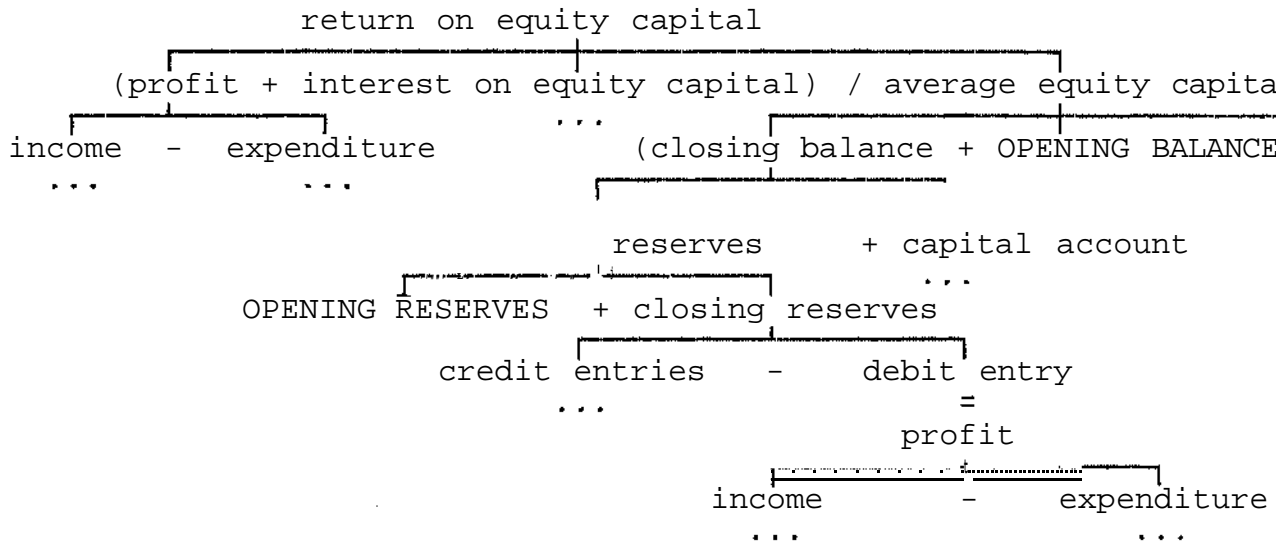 return on equity capital
(profit + interest on equity capital) / average equity capita
...
income - expenditure (closing balance + OPENING BALANCE
... ...
reserves + capital account
...
OPENING RESERVES + closing reserves
credit entries - debit entry
... =
profit
income - expenditure
... ...